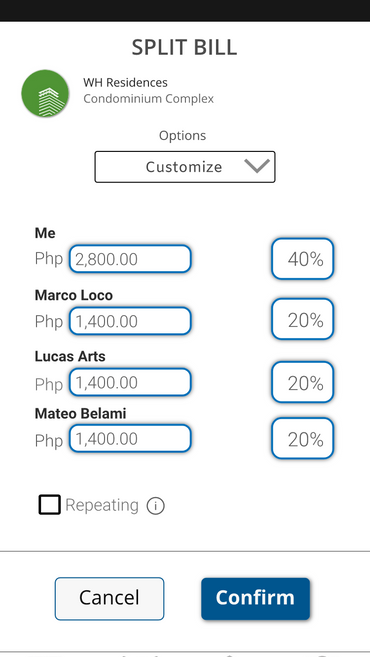 SPLIT BILL
WH Residences
Condominium Complex
Options
Customize
Me
Php 2,800.00 40%
Marco Loco
Php 1,400.00 20%
Lucas Arts
Php 1,400.00 20%
Mateo Belami
Php 1,400.00 20%
Repeating i
Cancel Confirm